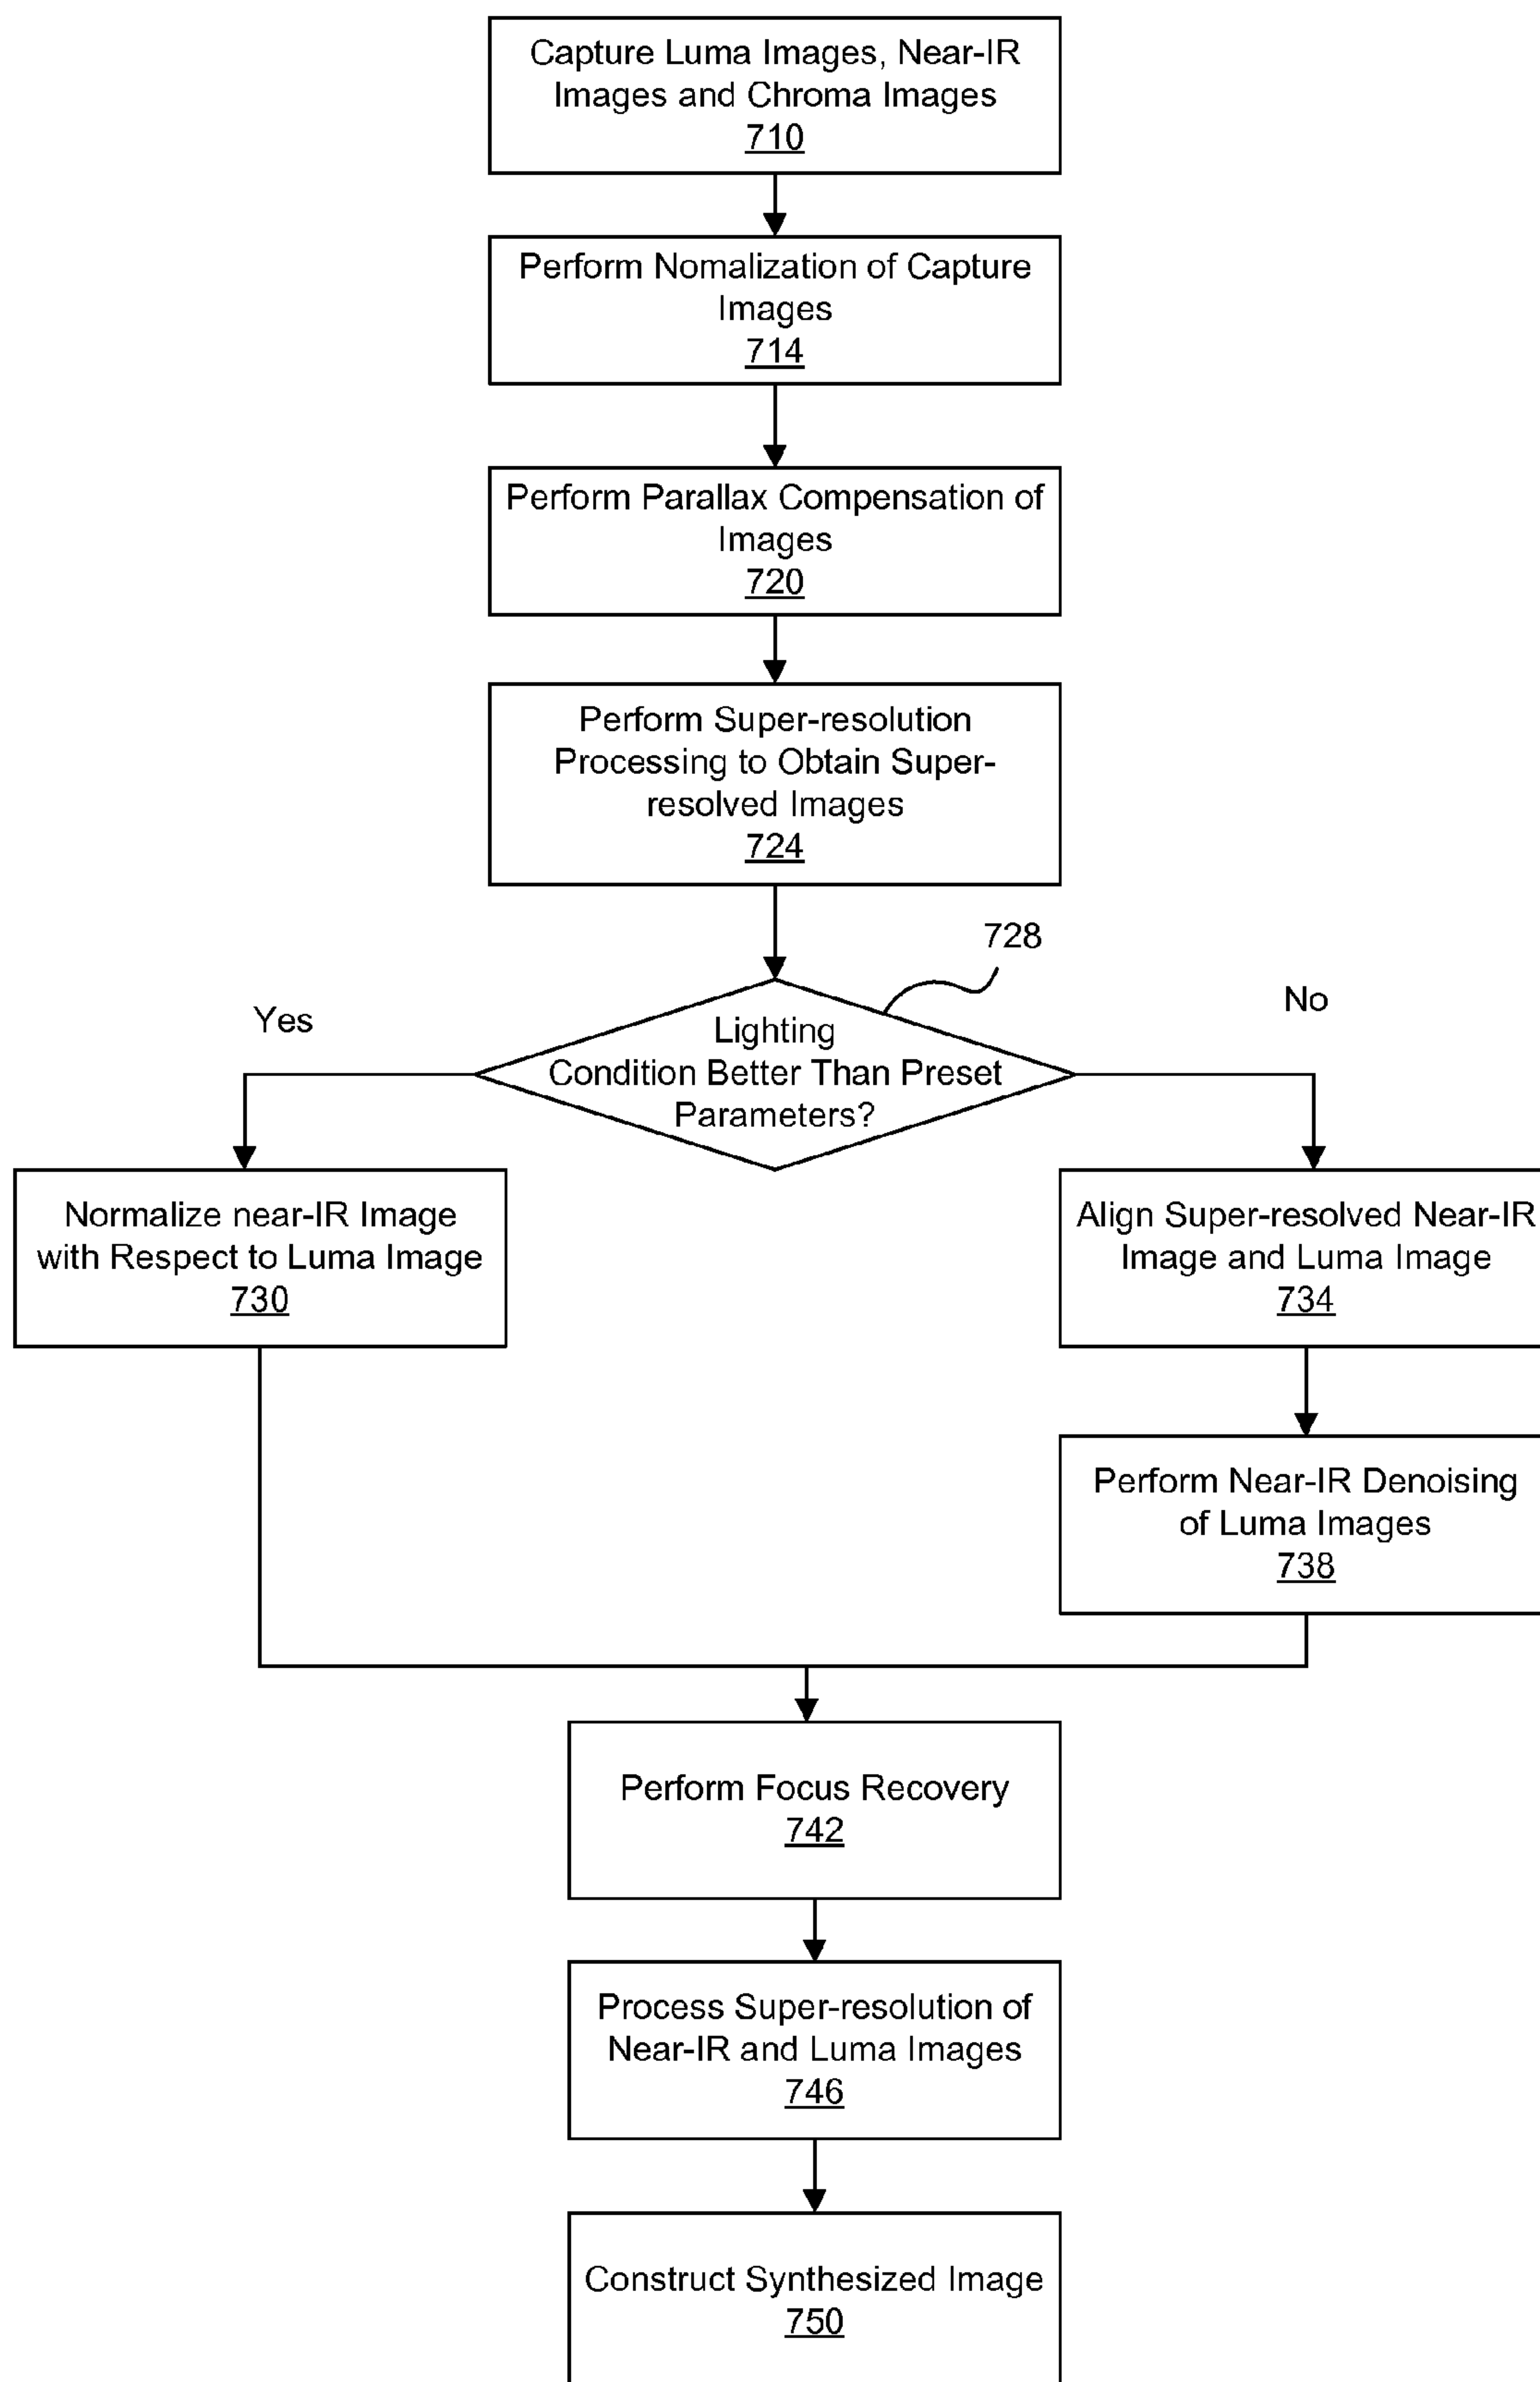 Capture Luma Images, Near-IR
Images and Chroma Images
710
Perform Nomalization of Capture
Images
714
Perform Parallax Compensation of
Images
720
Perform Super-resolution
Processing to Obtain Super-
resolved Images
724
728
Yes
No
Lighting
Condition Better Than Preset
Parameters?
Normalize near-IR Image
with Respect to Luma Image
730
Align Super-resolved Near-IR
Image and Luma Image
734
Perform Near-IR Denoising
of Luma Images
738
Perform Focus Recovery
742
Process Super-resolution of
Near-IR and Luma Images
746
Construct Synthesized Image
750